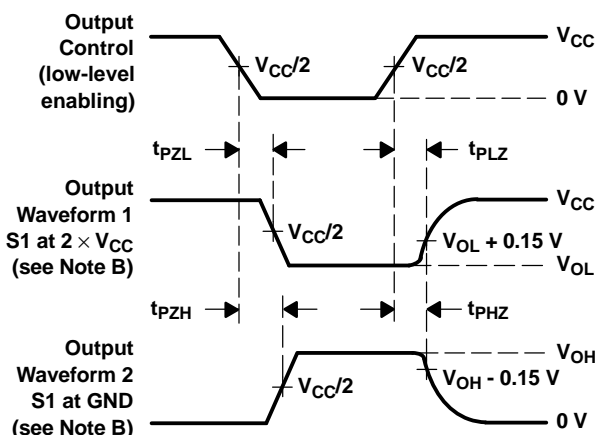 Output
Control
(low-level
enabling)
V_CC/2
V_CC/2
V_CC
0 V
t_PZL
t_PLZ
Output
Waveform 1
S1 at 2 × V_CC
(see Note B)
V_CC/2
V_CC
V_OL + 0.15 V
V_OL
t_PZH
t_PHZ
Output
Waveform 2
S1 at GND
(see Note B)
V_CC/2
V_OH
V_OH - 0.15 V
0 V